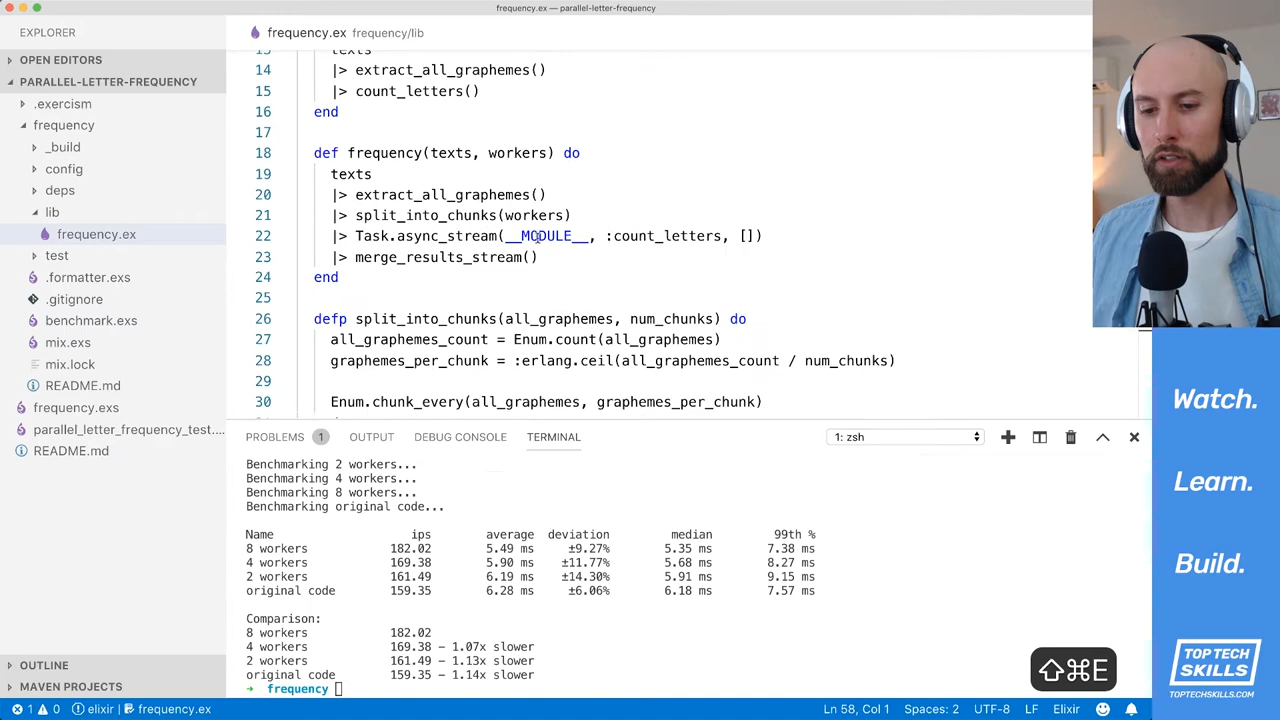 frequency.ex — parallel-letter-frequency
EXPLORER
OPEN EDITORS
PARALLEL-LETTER-FREQUENCY
.exercism
frequency
_build
config
deps
lib
frequency.ex
test
.formatter.exs
.gitignore
benchmark.exs
mix.exs
mix.lock
README.md
frequency.exs
parallel_letter_frequency_test....
README.md
OUTLINE
MAVEN PROJECTS
frequency.ex frequency/lib
13 texts
14 |> extract_all_graphemes()
15 |> count_letters()
16 end
17
18 def frequency(texts, workers) do
19 texts
20 |> extract_all_graphemes()
21 |> split_into_chunks(workers)
22 |> Task.async_stream(__MODULE__, :count_letters, [])
23 |> merge_results_stream()
24 end
25
26 defp split_into_chunks(all_graphemes, num_chunks) do
27 all_graphemes_count = Enum.count(all_graphemes)
28 graphemes_per_chunk = :erlang.ceil(all_graphemes_count / num_chunks)
29
30 Enum.chunk_every(all_graphemes, graphemes_per_chunk)
PROBLEMS 1 OUTPUT DEBUG CONSOLE TERMINAL 1: zsh
Benchmarking 2 workers...
Benchmarking 4 workers...
Benchmarking 8 workers...
Benchmarking original code...
Name ips average deviation median 99th %
8 workers 182.02 5.49 ms ±9.27% 5.35 ms 7.38 ms
4 workers 169.38 5.90 ms ±11.77% 5.68 ms 8.27 ms
2 workers 161.49 6.19 ms ±14.30% 5.91 ms 9.15 ms
original code 159.35 6.28 ms ±6.06% 6.18 ms 7.57 ms
Comparison:
8 workers 182.02
4 workers 169.38 - 1.07x slower
2 workers 161.49 - 1.13x slower
original code 159.35 - 1.14x slower
➜ frequency
⇧⌘E
Watch.
Learn.
Build.
TOP TECH
SKILLS
TOPTECHSKILLS.COM
1 0 elixir frequency.ex Ln 58, Col 1 Spaces: 2 UTF-8 LF Elixir